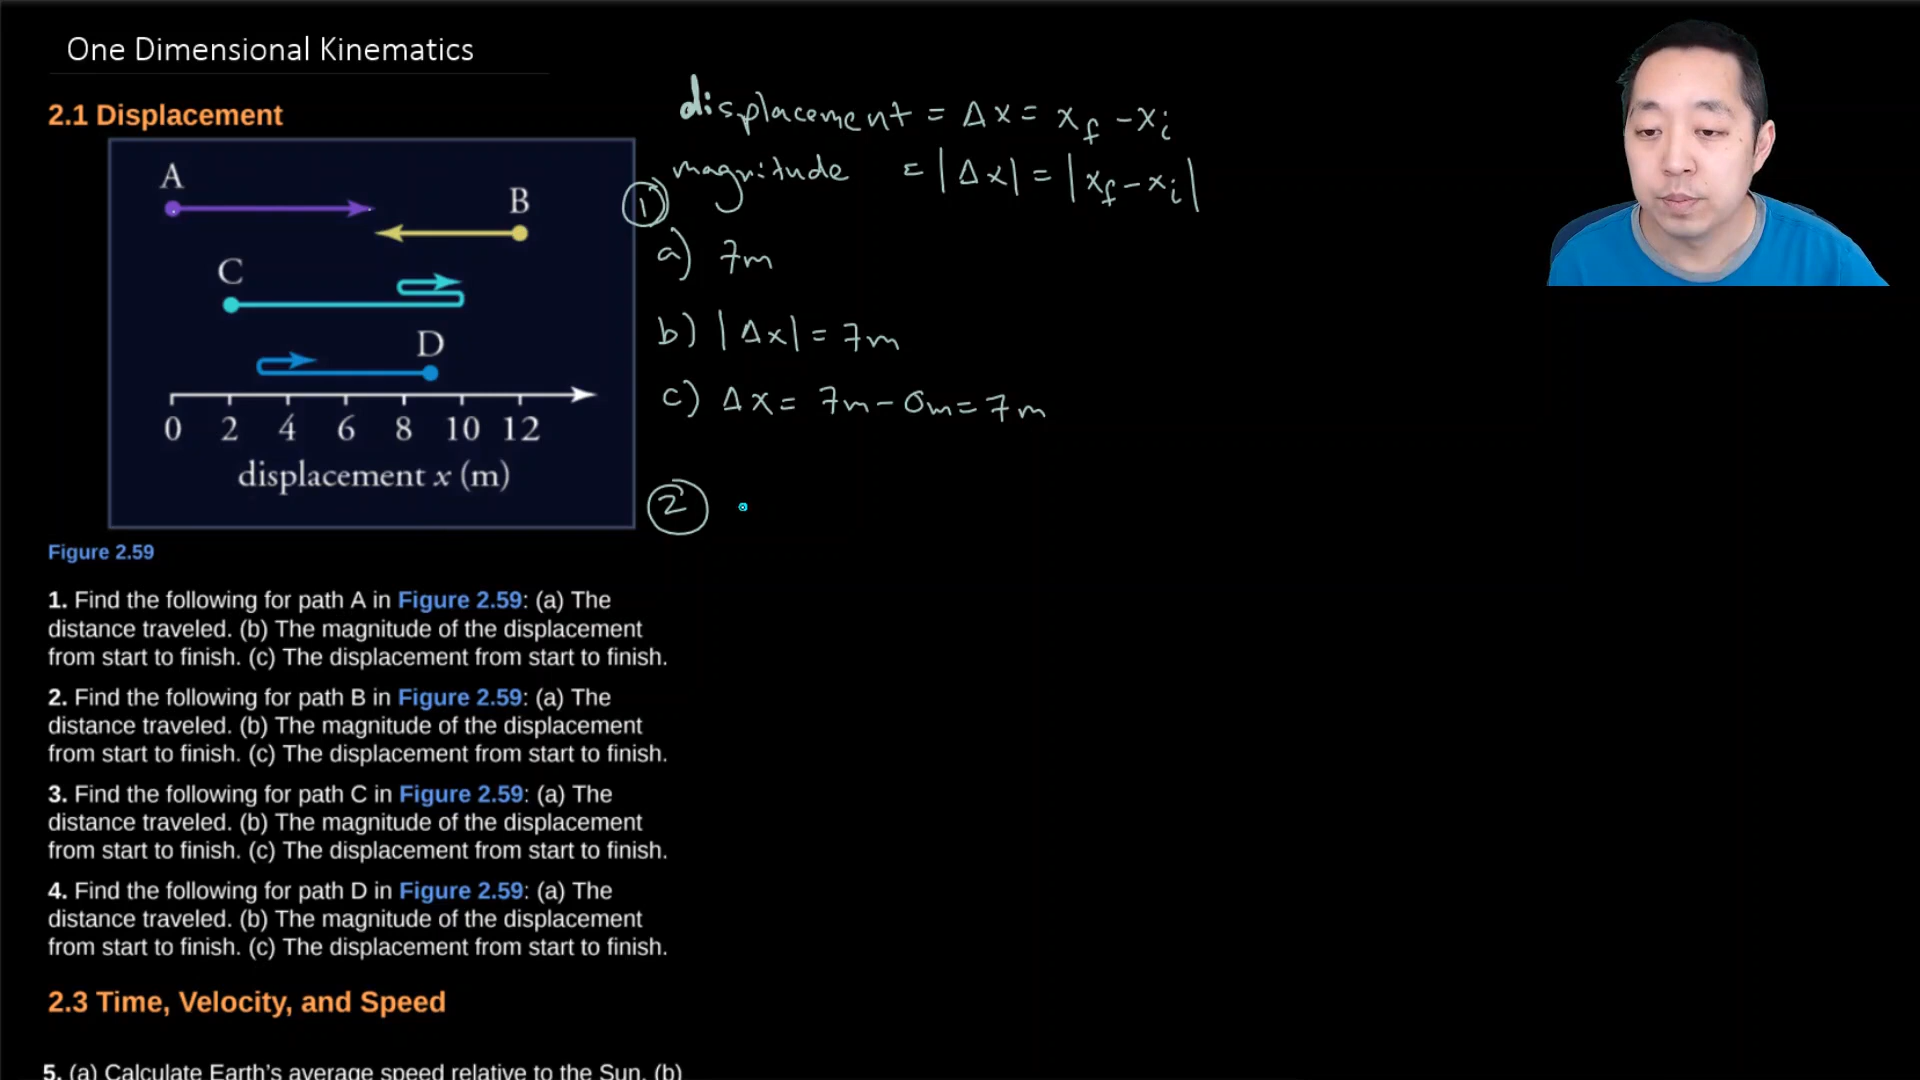 One Dimensional Kinematics
2.1 Displacement
A
B
C
D
0 2 4 6 8 10 12
displacement x (m)
Figure 2.59
displacement = Δx = x_f - x_i
magnitude = |Δx| = |x_f - x_i|
①
a) 7m
b) |Δx| = 7m
c) Δx = 7m - 0m = 7m
②
1. Find the following for path A in Figure 2.59: (a) The
distance traveled. (b) The magnitude of the displacement
from start to finish. (c) The displacement from start to finish.
2. Find the following for path B in Figure 2.59: (a) The
distance traveled. (b) The magnitude of the displacement
from start to finish. (c) The displacement from start to finish.
3. Find the following for path C in Figure 2.59: (a) The
distance traveled. (b) The magnitude of the displacement
from start to finish. (c) The displacement from start to finish.
4. Find the following for path D in Figure 2.59: (a) The
distance traveled. (b) The magnitude of the displacement
from start to finish. (c) The displacement from start to finish.
2.3 Time, Velocity, and Speed
5. (a) Calculate Earth's average speed relative to the Sun. (b)